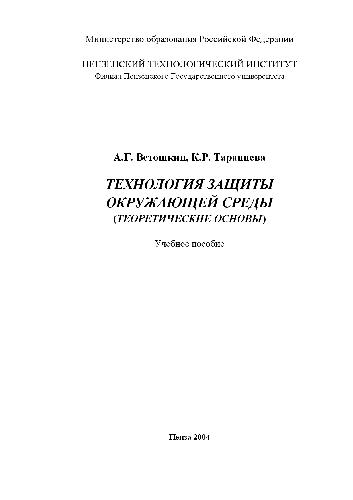 Министерство образования Российской Федерации
ПЕНЗЕНСКИЙ ТЕХНОЛОГИЧЕСКИЙ ИНСТИТУТ
Филиал Пензенского Государственного университета
А.Г. Ветошкин, К.Р. Таранцева
ТЕХНОЛОГИЯ ЗАЩИТЫ
ОКРУЖАЮЩЕЙ СРЕДЫ
(ТЕОРЕТИЧЕСКИЕ ОСНОВЫ)
Учебное пособие
Пенза 2004